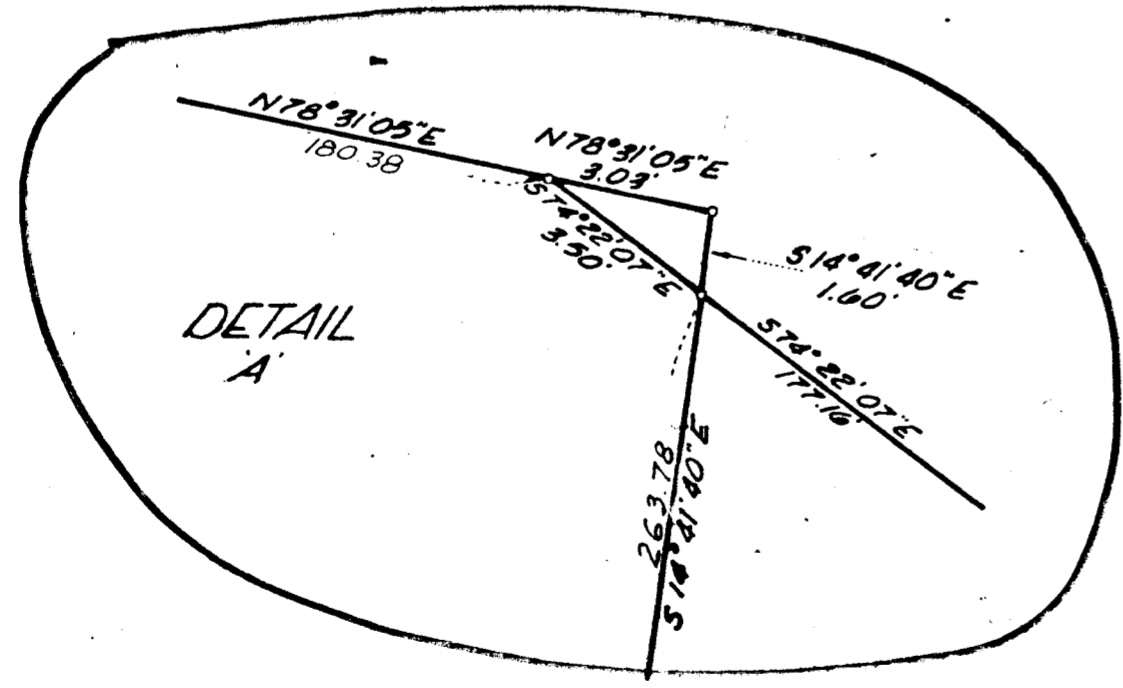 N78°31'05"E
180.38
N78°31'05"E
3.03'
S74°22'07"E
3.50'
S14°41'40"E
1.60'
DETAIL
'A'
S74°22'07"E
177.16'
263.78
S14°41'40"E